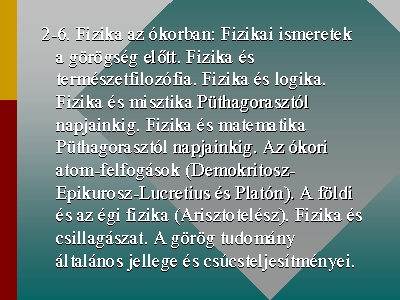 2-6. Fizika az ókorban: Fizikai ismeretek
a görögség előtt. Fizika és
természetfilozófia. Fizika és logika.
Fizika és misztika Püthagorasztól
napjainkig. Fizika és matematika
Püthagorasztól napjainkig. Az ókori
atom-felfogások (Demokritosz-
Epikurosz-Lucretius és Platón). A földi
és az égi fizika (Arisztotelész). Fizika és
csillagászat. A görög tudomány
általános jellege és csúcsteljesítményei.